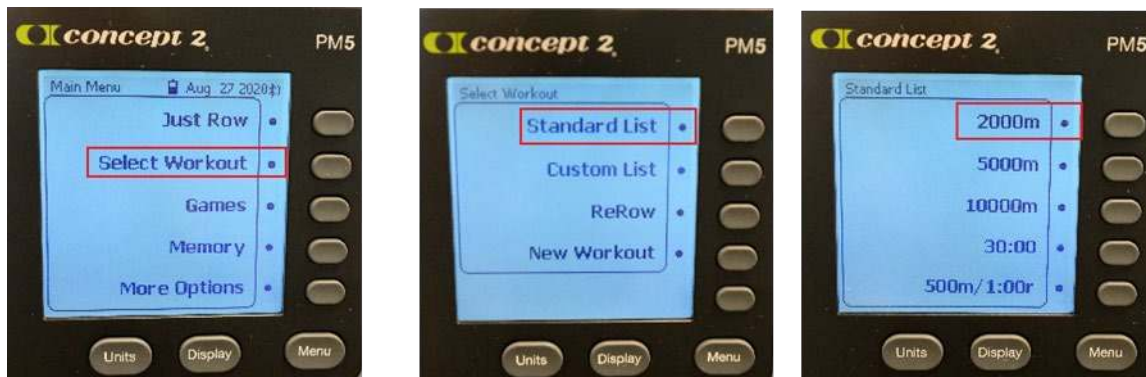 concept 2
PM5
Main Menu Aug 27 2020
Just Row
Select Workout
Games
Memory
More Options
Units Display Menu
concept 2
PM5
Select Workout
Standard List
Custom List
ReRow
New Workout
Units Display Menu
concept 2
PM5
Standard List
2000m
5000m
10000m
30:00
500m/1:00r
Units Display Menu